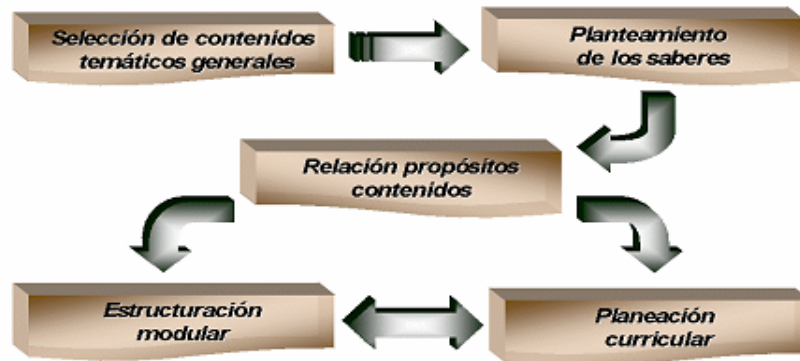 Selección de contenidos
temáticos generales
Planteamiento
de los saberes
Relación propósitos
contenidos
Estructuración
modular
Planeación
curricular